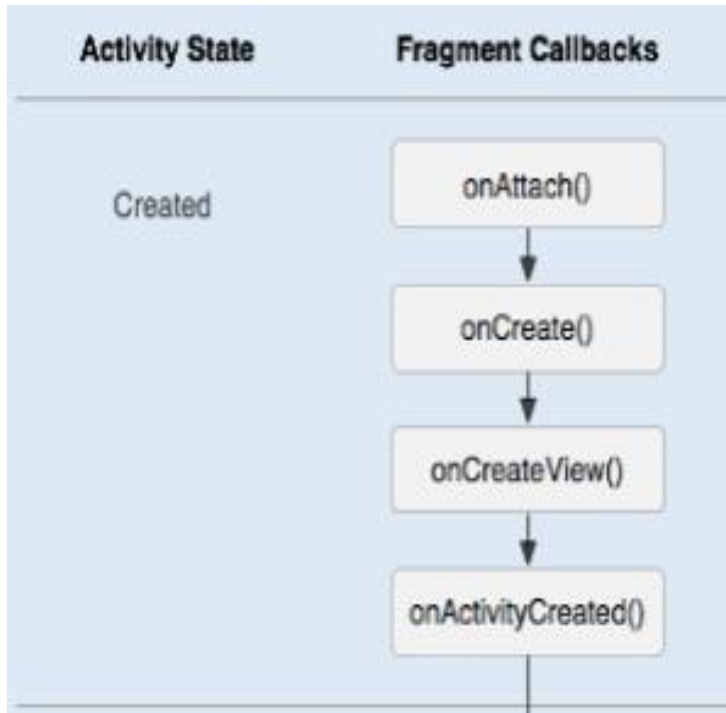 Activity State Fragment Callbacks
Created
onAttach()
onCreate()
onCreateView()
onActivityCreated()